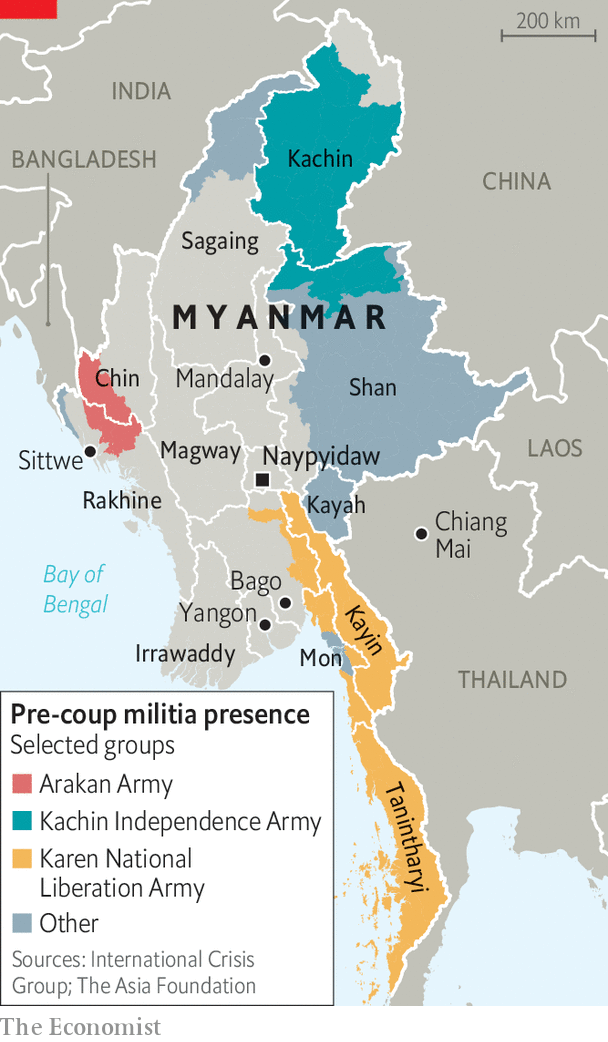 200 km
INDIA
BANGLADESH
Kachin
CHINA
Sagaing
MYANMAR
Chin
Mandalay
Shan
Sittwe
Magway
Naypyidaw
LAOS
Rakhine
Kayah
Chiang
Mai
Bay of
Bengal
Bago
Yangon
Kayin
Irrawaddy
Mon
THAILAND
Tanintharyi
Pre-coup militia presence
Selected groups
Arakan Army
Kachin Independence Army
Karen National
Liberation Army
Other
Sources: International Crisis
Group; The Asia Foundation
The Economist